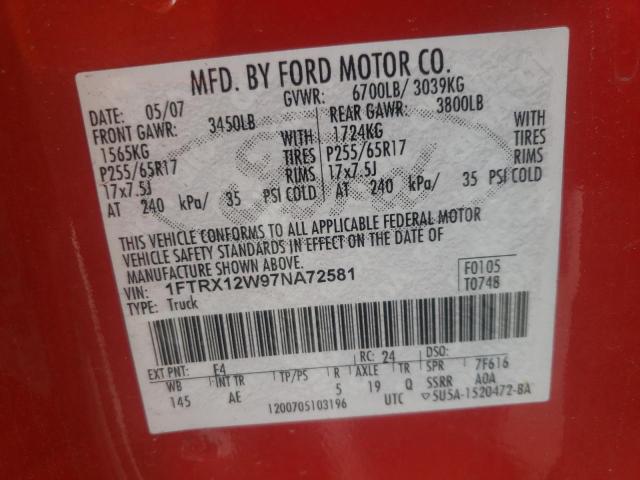 MFD. BY FORD MOTOR CO.
DATE: 05/07 GVWR: 6700LB/ 3039KG
FRONT GAWR: 3450LB REAR GAWR: 3800LB
1565KG WITH 1724KG WITH
P255/65R17 TIRES P255/65R17 TIRES
17x7.5J RIMS 17x7.5J RIMS
AT 240 kPa/ 35 PSI COLD AT 240 kPa/ 35 PSI COLD
Ford
THIS VEHICLE CONFORMS TO ALL APPLICABLE FEDERAL MOTOR
VEHICLE SAFETY STANDARDS IN EFFECT ON THE DATE OF
MANUFACTURE SHOWN ABOVE.
VIN: 1FTRX12W97NA72581 F0105
TYPE: Truck T0748
EXT PNT: E4 RC: 24 DSO:
WB INT TR TP/PS R AXLE TR SPR 7F616
145 AE 5 19 Q SSRR A0A
1200705103196 UTC ▽5U5A-1520472-BA